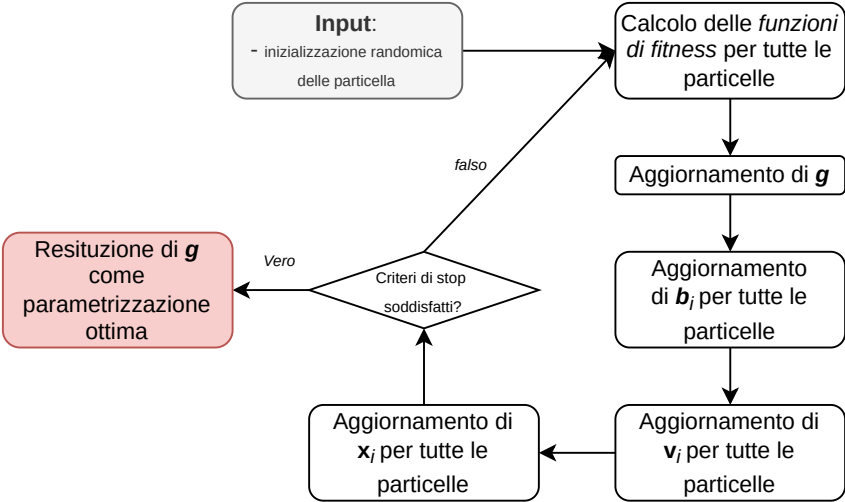 Input:
- inizializzazione randomica
delle particella
Calcolo delle funzioni
di fitness per tutte le
particelle
Aggiornamento di g
Aggiornamento
di bi per tutte le
particelle
Aggiornamento di
vi per tutte le
particelle
Aggiornamento di
xi per tutte le
particelle
Criteri di stop
soddisfatti?
falso
Vero
Resituzione di g
come
parametrizzazione
ottima